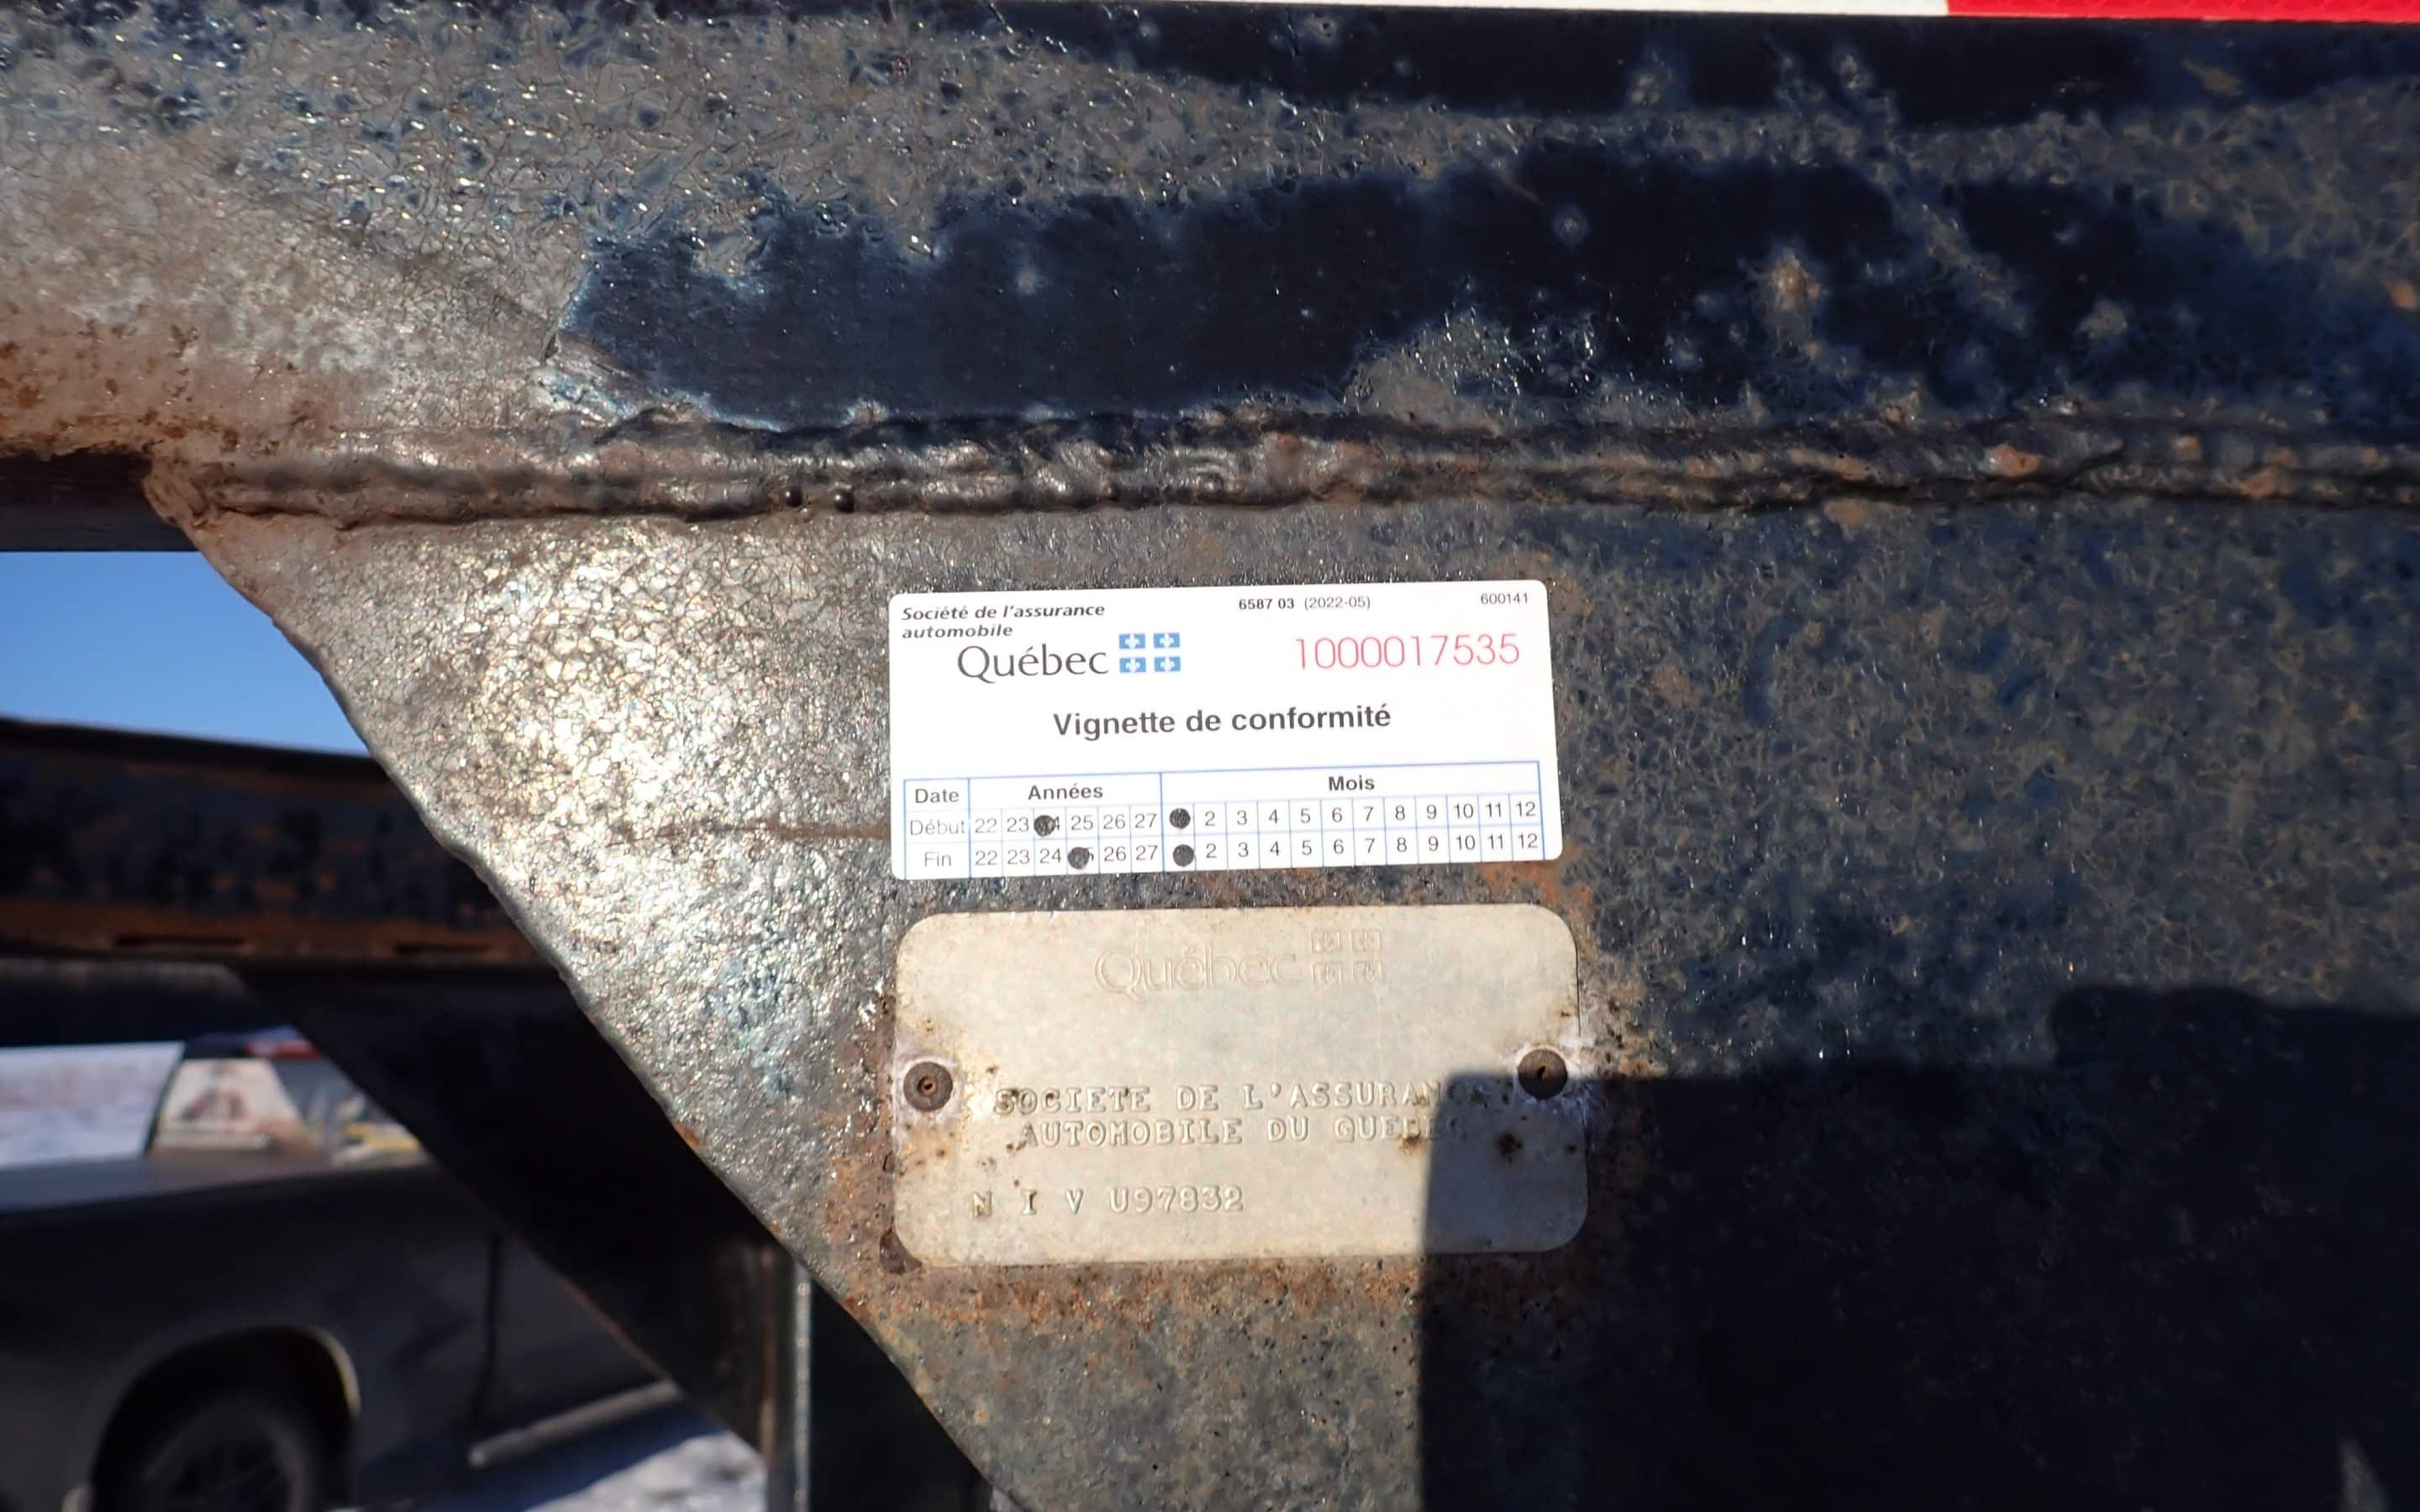 Société de l'assurance
automobile
Québec
6587 03 (2022-05)
600141
1000017535
Vignette de conformité
Date Années Mois
Début 22 23 25 26 27 2 3 4 5 6 7 8 9 10 11 12
Fin 22 23 24 26 27 2 3 4 5 6 7 8 9 10 11 12
Québec
SOCIETE DE L'ASSURAN
AUTOMOBILE DU QUEBE
N I V U97832